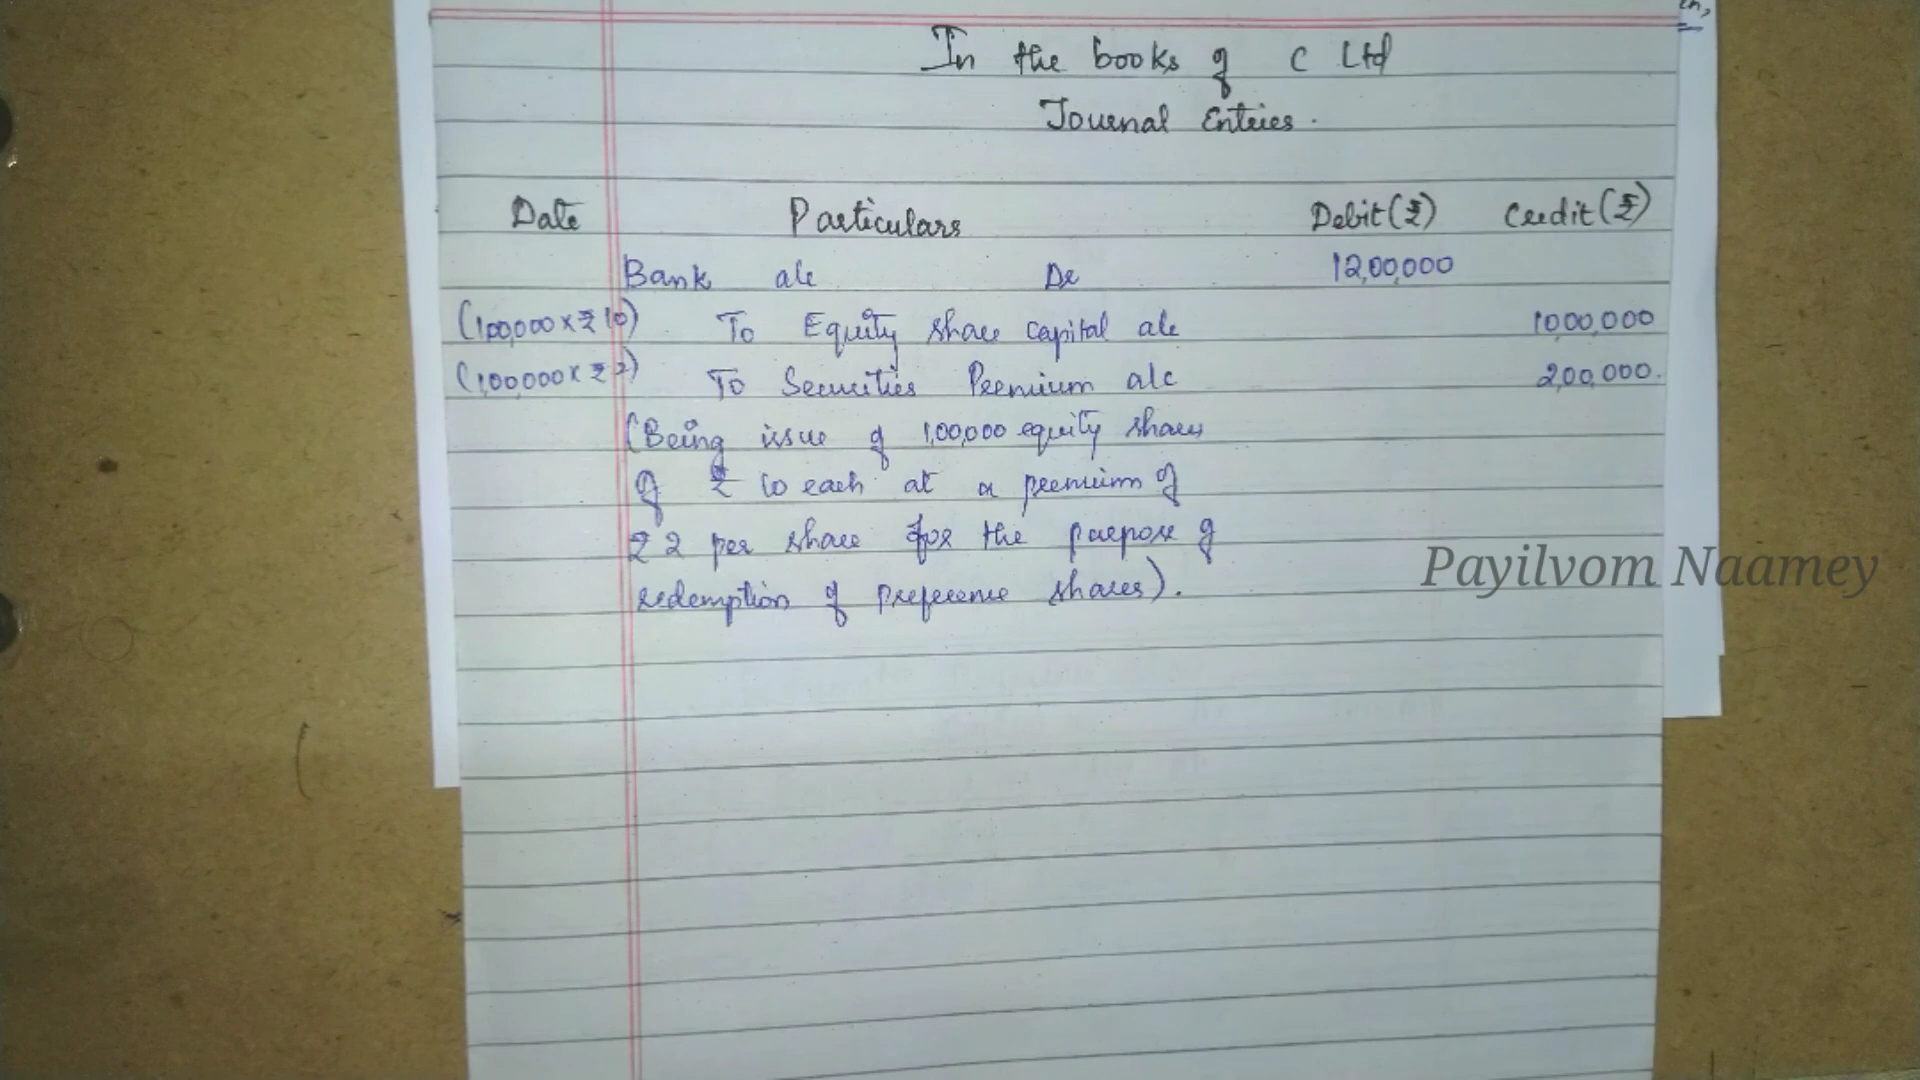 In the books of C Ltd
Journal Entries.
Date Particulars Debit(₹) Credit(₹)
Bank a/c Dr 12,00,000
(1,00,000 x ₹ 10) To Equity share capital a/c 1000,000
(1,00,000 x ₹ 2) To Securities Premium a/c 2,00,000.
(Being issue of 1,00,000 equity shares
of ₹ 10 each at a premium of
₹ 2 per share for the purpose of
redemption of preference shares).
Payilvom Naamey